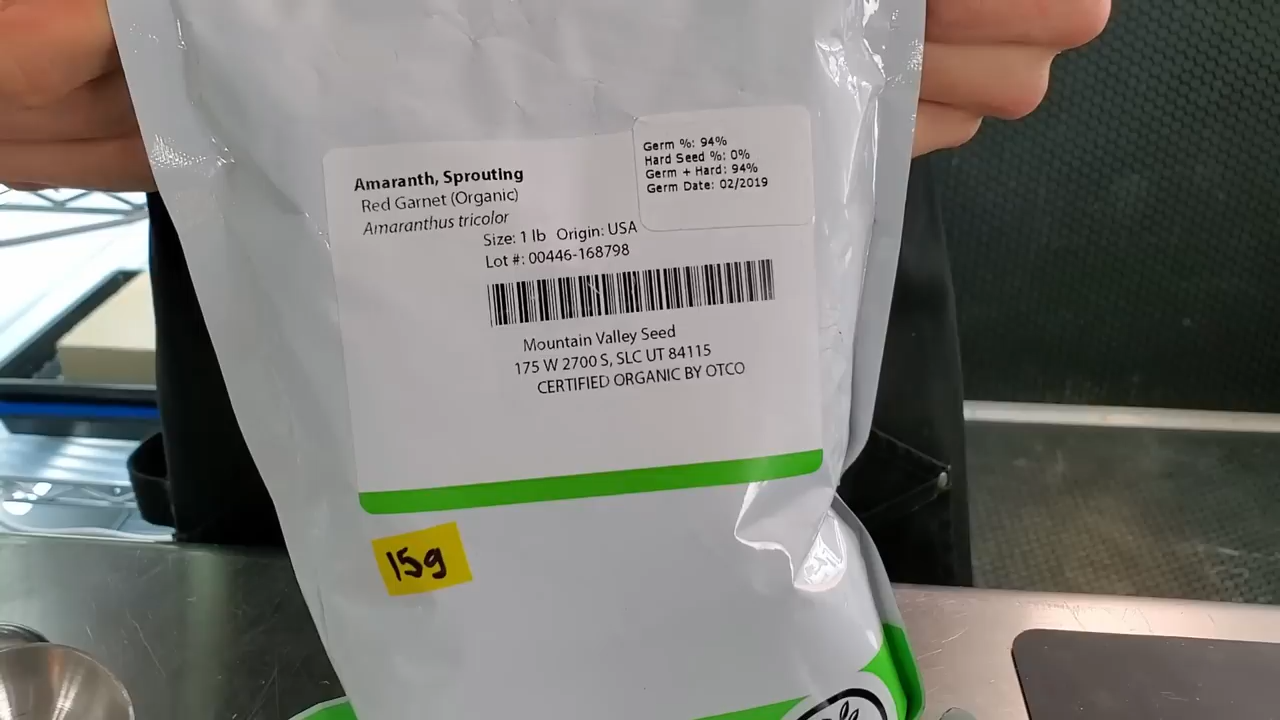 Amaranth, Sprouting
Red Garnet (Organic)
Amaranthus tricolor
Germ %: 94%
Hard Seed %: 0%
Germ + Hard: 94%
Germ Date: 02/2019
Size: 1 lb Origin: USA
Lot #: 00446-168798
Mountain Valley Seed
175 W 2700 S, SLC UT 84115
CERTIFIED ORGANIC BY OTCO
15g